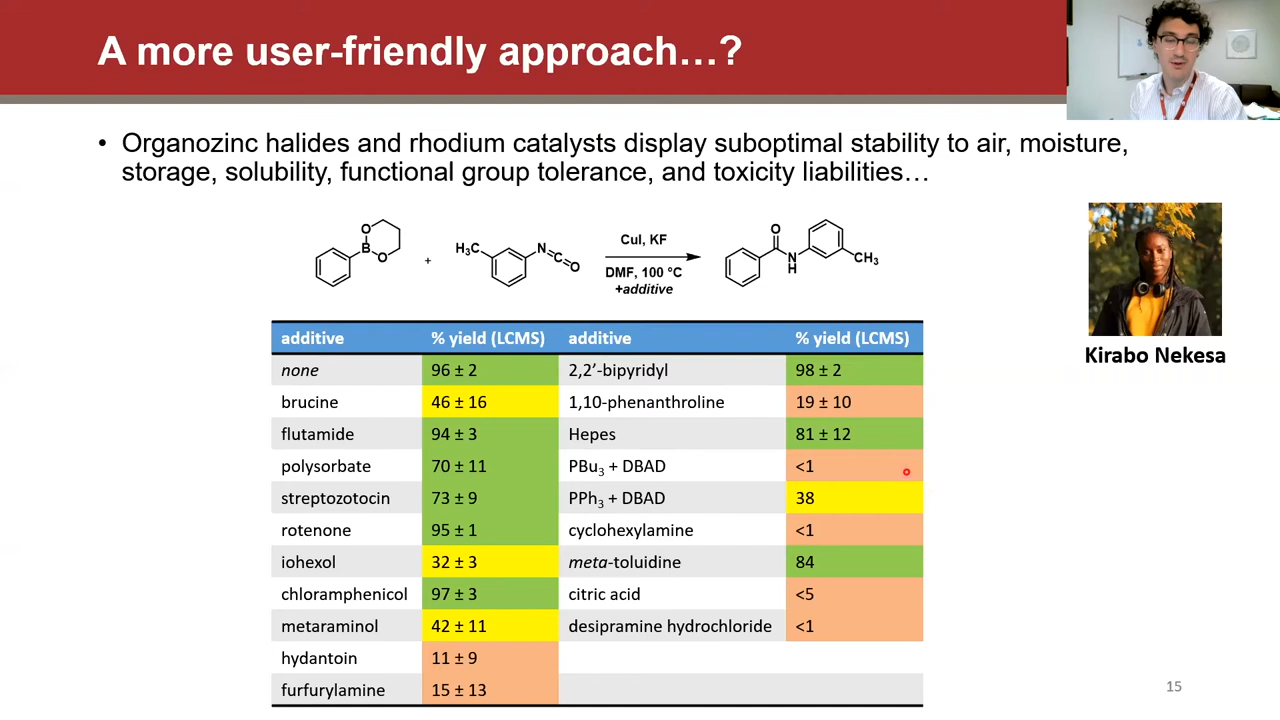 A more user-friendly approach…?
• Organozinc halides and rhodium catalysts display suboptimal stability to air, moisture,
storage, solubility, functional group tolerance, and toxicity liabilities…
O
B
O
+
H₃C
N
C
O
CuI, KF
DMF, 100 °C
+additive
O
N
H
CH₃
Kirabo Nekesa
additive % yield (LCMS) additive % yield (LCMS)
none 96 ± 2 2,2’-bipyridyl 98 ± 2
brucine 46 ± 16 1,10-phenanthroline 19 ± 10
flutamide 94 ± 3 Hepes 81 ± 12
polysorbate 70 ± 11 PBu₃ + DBAD <1
streptozotocin 73 ± 9 PPh₃ + DBAD 38
rotenone 95 ± 1 cyclohexylamine <1
iohexol 32 ± 3 meta-toluidine 84
chloramphenicol 97 ± 3 citric acid <5
metaraminol 42 ± 11 desipramine hydrochloride <1
hydantoin 11 ± 9
furfurylamine 15 ± 13
15